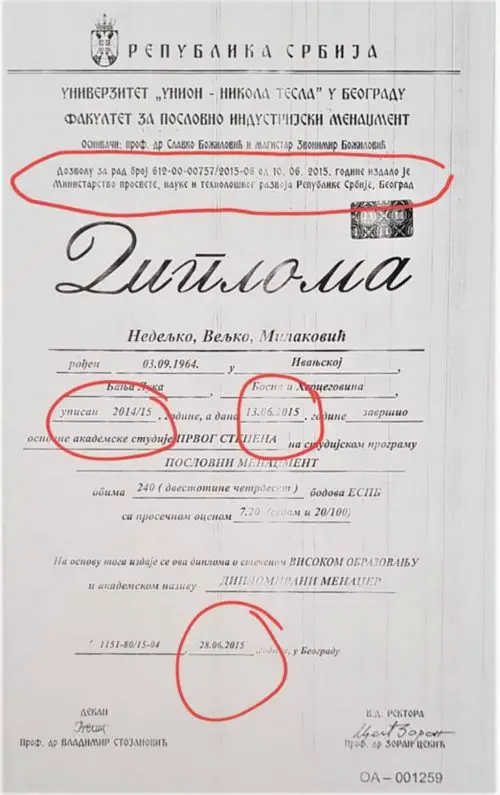 РЕПУБЛИКА СРБИЈА
УНИВЕРЗИТЕТ „УНИОН - НИКОЛА ТЕСЛА" У БЕОГРАДУ
ФАКУЛТЕТ ЗА ПОСЛОВНО ИНДУСТРИЈСКИ МЕНАЏМЕНТ
Оснивачи: проф. др Славко Божиловић и магистар Звонимир Божиловић
Дозволу за рад број 612-00-00757/2015-06 од 10. 06. 2015. године издало је
Министарство просвете, науке и технолошког развоја Републике Србије, Београд
Диплома
Недељко, Вељко, Милаковић
рођен 03.09.1964. у Ивањској
Бања Лука , Босна и Херцеговина
уписан 2014/15 . године, а дана 13.06.2015 . године завршио
основне академске студије ПРВОГ СТЕПЕНА на студијском програму
ПОСЛОВНИ МЕНАЏМЕНТ
обима 240 ( двестотине четрдесет ) бодова ЕСПБ
са просечном оценом 7.20 (седам и 20/100)
На основу тога издаје се ова диплома о стеченом ВИСОКОМ ОБРАЗОВАЊУ
и академском називу ДИПЛОМИРАНИ МЕНАЏЕР
1151-80/15-04 , 28.06.2015 . године, у Београду
ДЕКАН
Проф. др ВЛАДИМИР СТОЈАНОВИЋ
В.Д. РЕКТОРА
Проф. др ЗОРАН ЦЕКИЋ
ОА – 001259